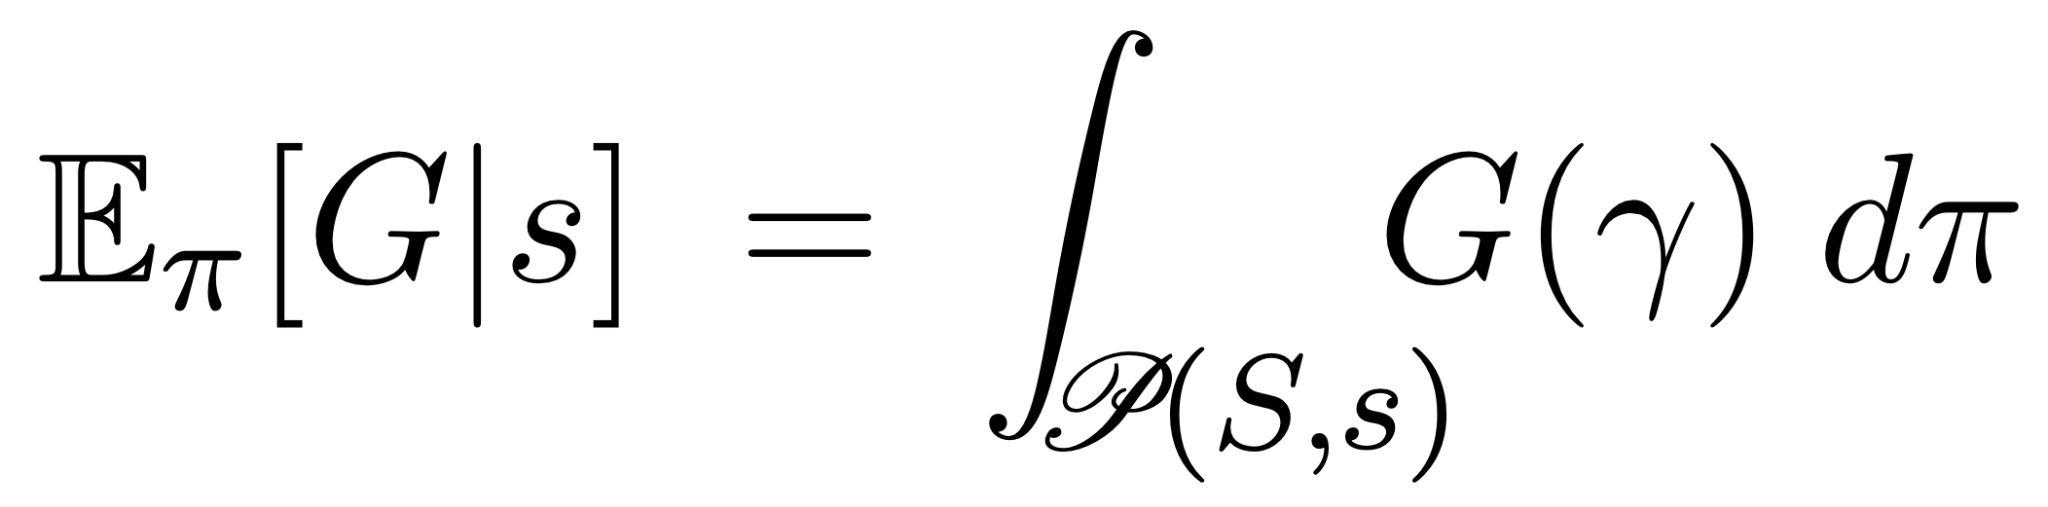 𝔼_π[G|s] = ∫_{𝒫(S,s)} G(γ) dπ